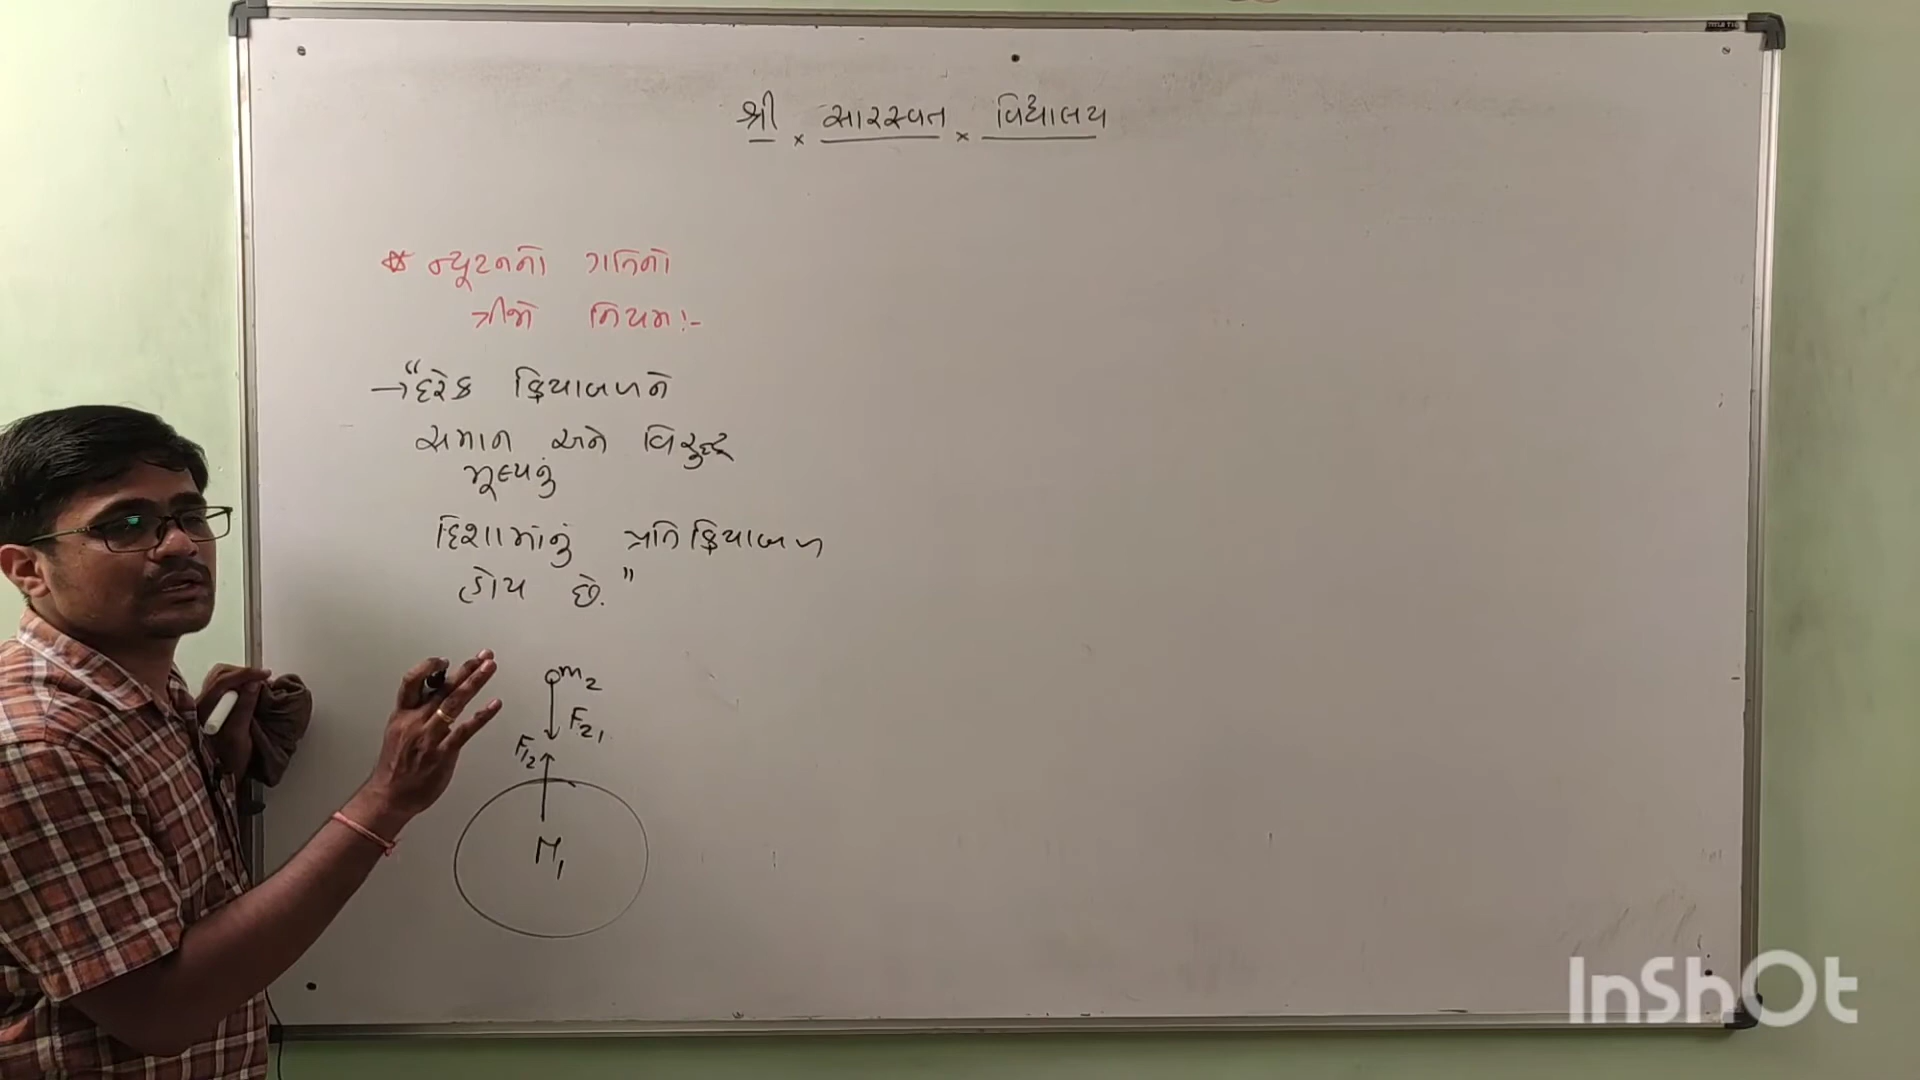 શ્રી × સારસ્વત × વિદ્યાલય
* ન્યૂટનનો ગતિનો
ત્રીજો નિયમ:-
→ "દરેક ક્રિયાબળને
સમાન અને વિરુદ્ધ
મૂલ્યનું
દિશામાંનું પ્રતિક્રિયાબળ
હોય છે."
m2
F21
F12
M1
InShOt